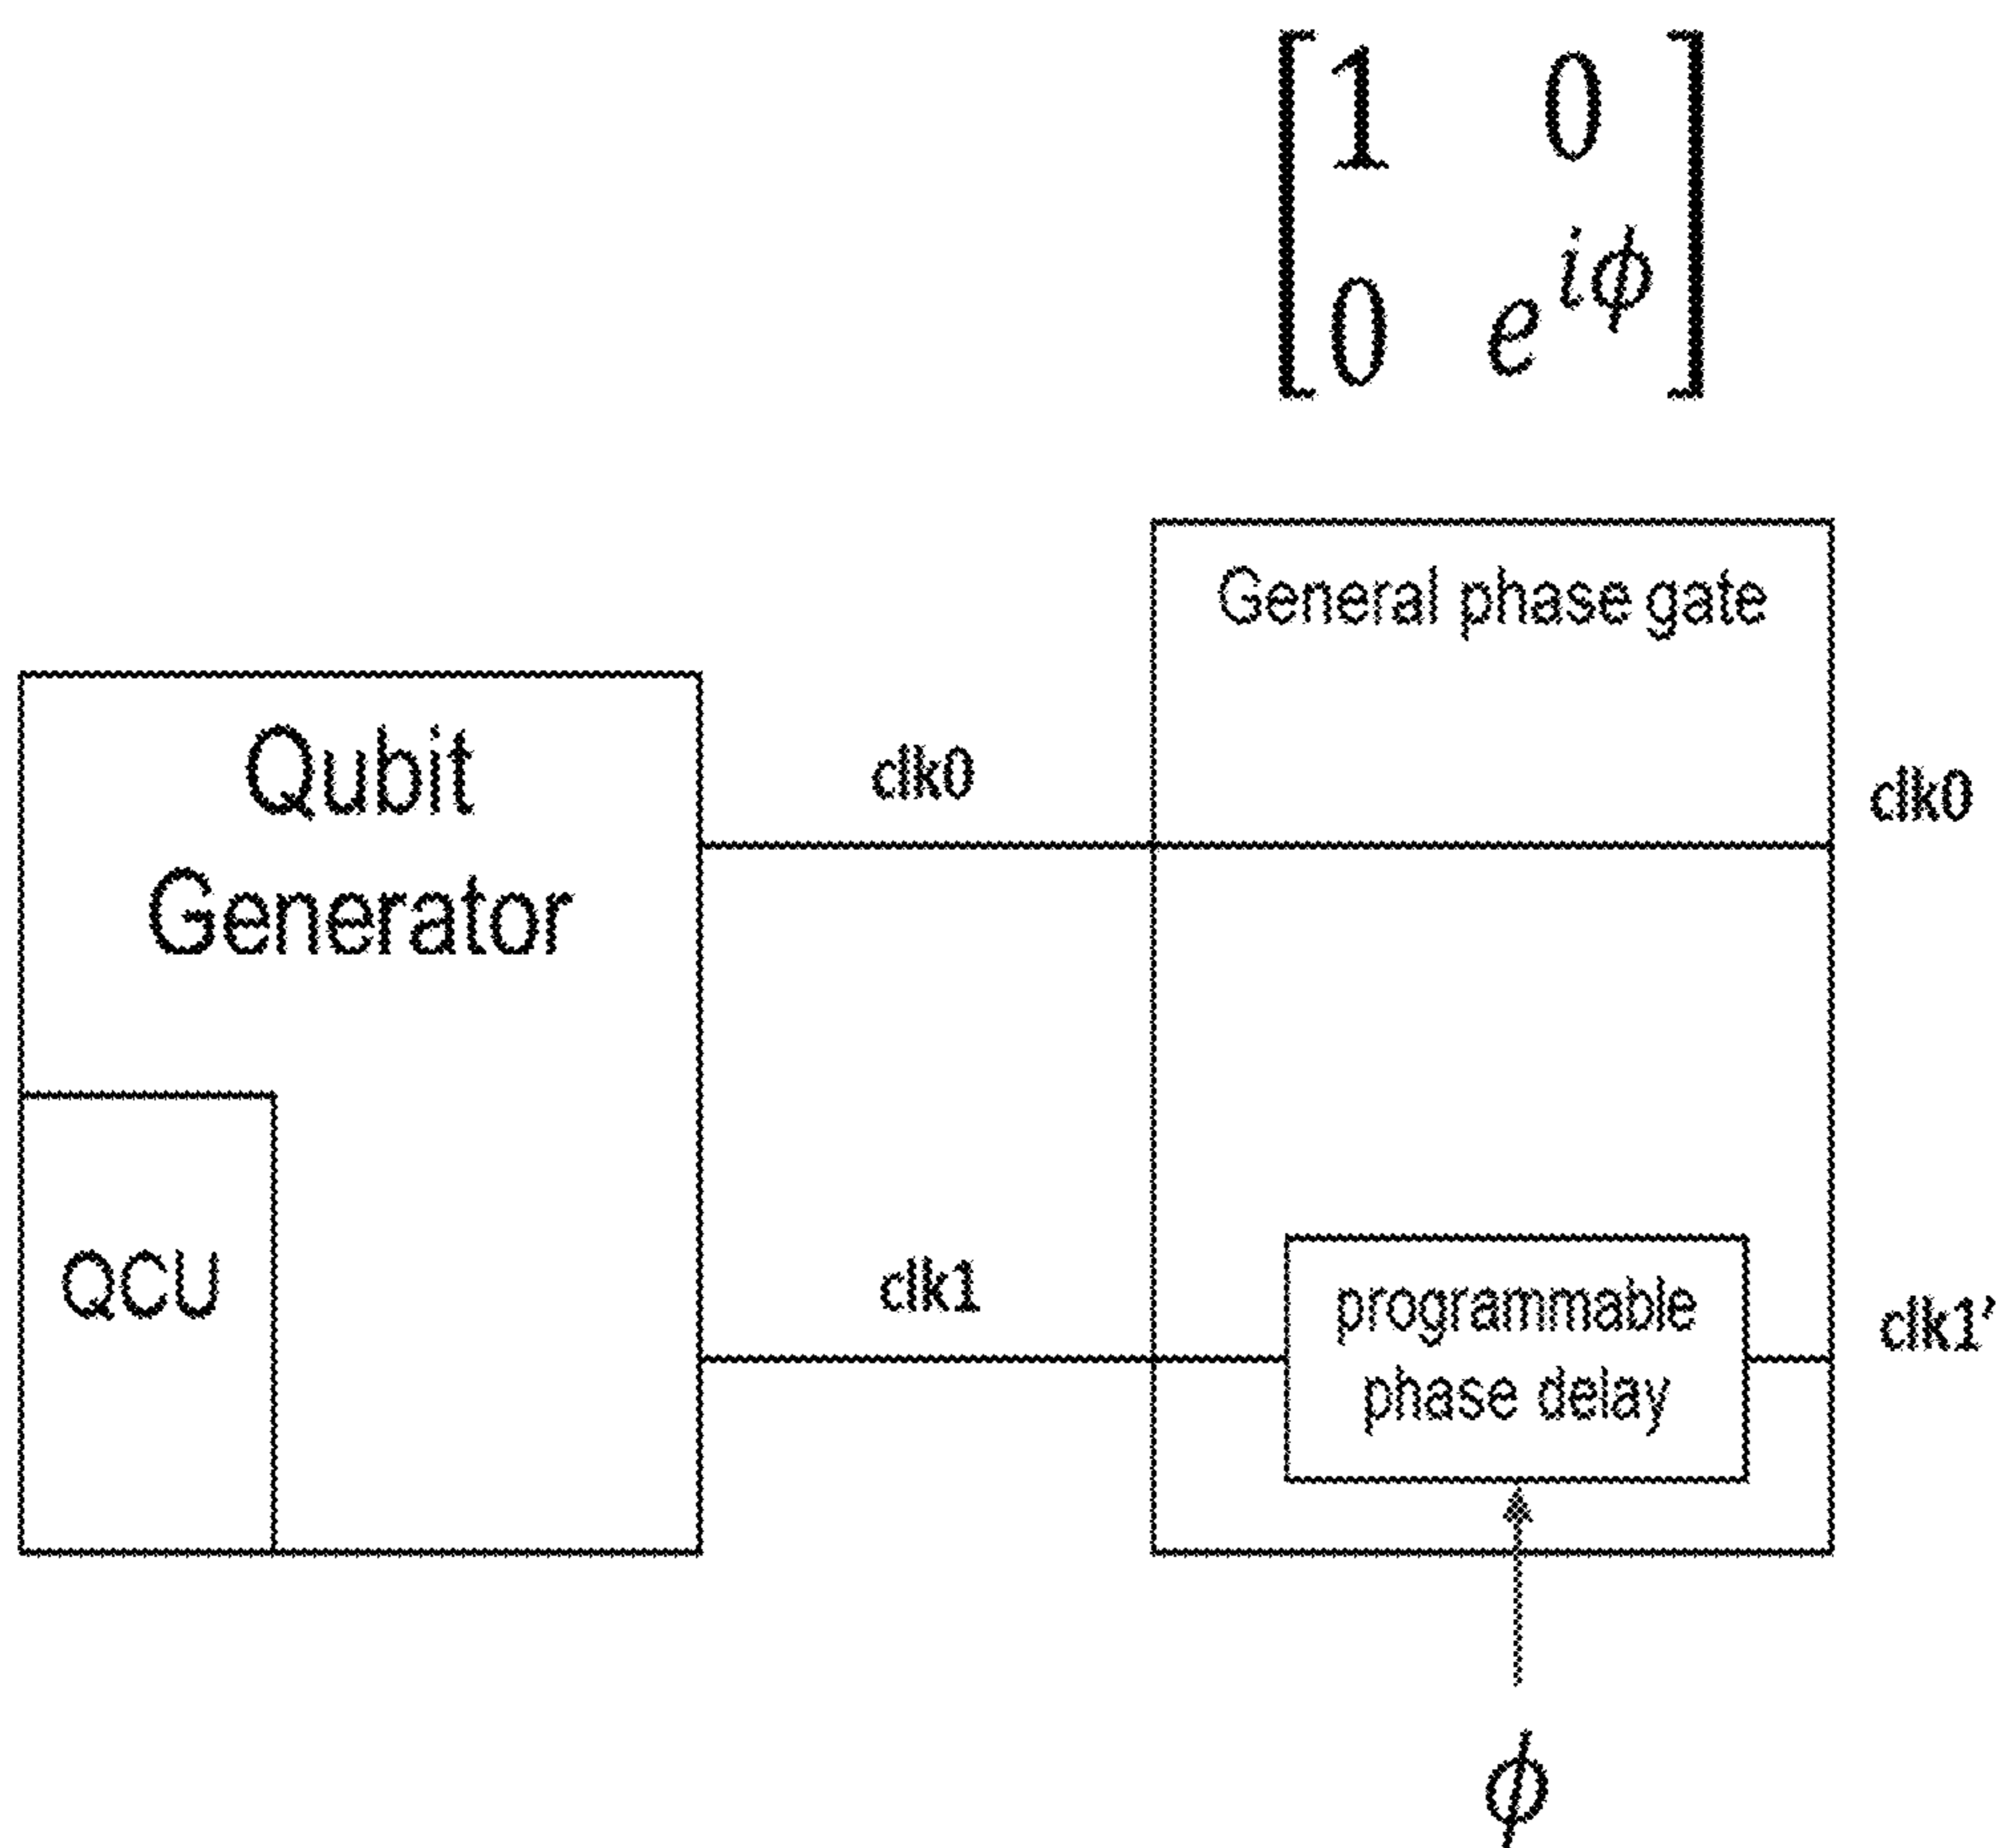 1 0
0 e^{iϕ}
General phase gate
Qubit
Generator
clk0
clk0
QCU
clk1
programmable
phase delay
clk1'
ϕ